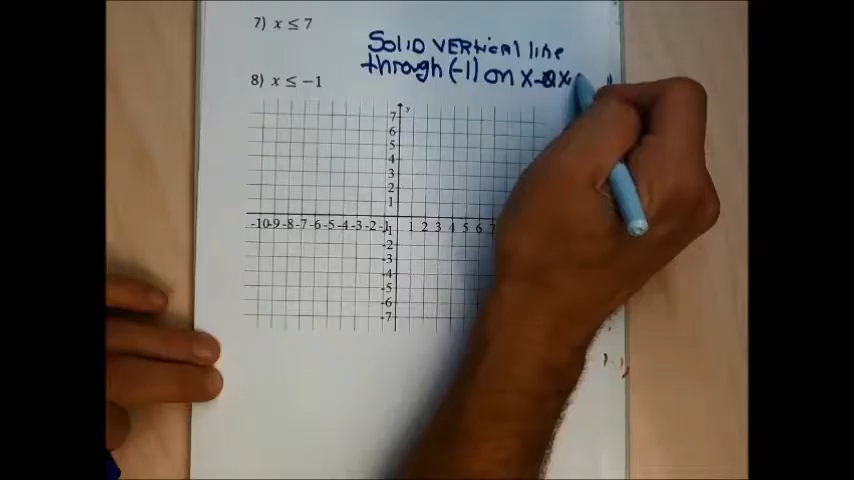 7) x ≤ 7
Solid vertical line
through (-1) on x-ax
8) x ≤ -1
y
7
6
5
4
3
2
1
-10-9 -8 -7 -6 -5 -4 -3 -2 -1 1 2 3 4 5 6 7
-2
-3
-4
-5
-6
-7